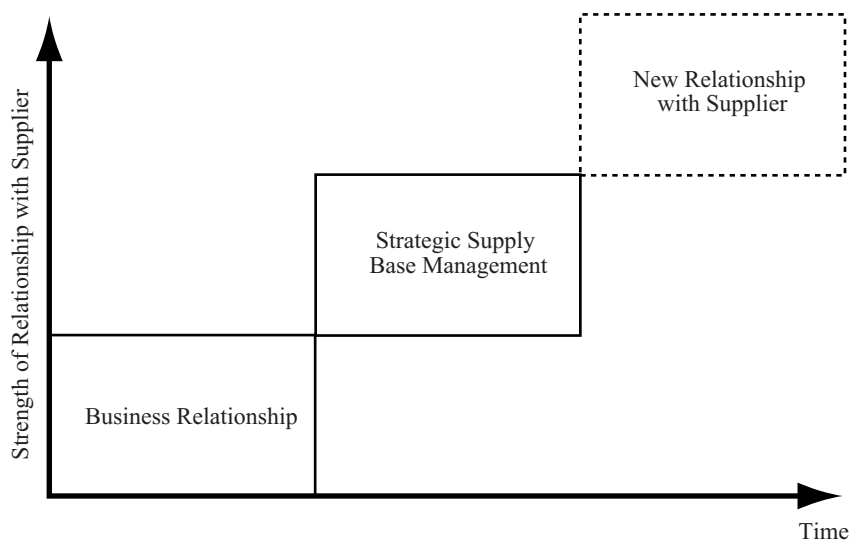 New Relationship
with Supplier
Strategic Supply
Base Management
Business Relationship
Strength of Relationship with Supplier
Time